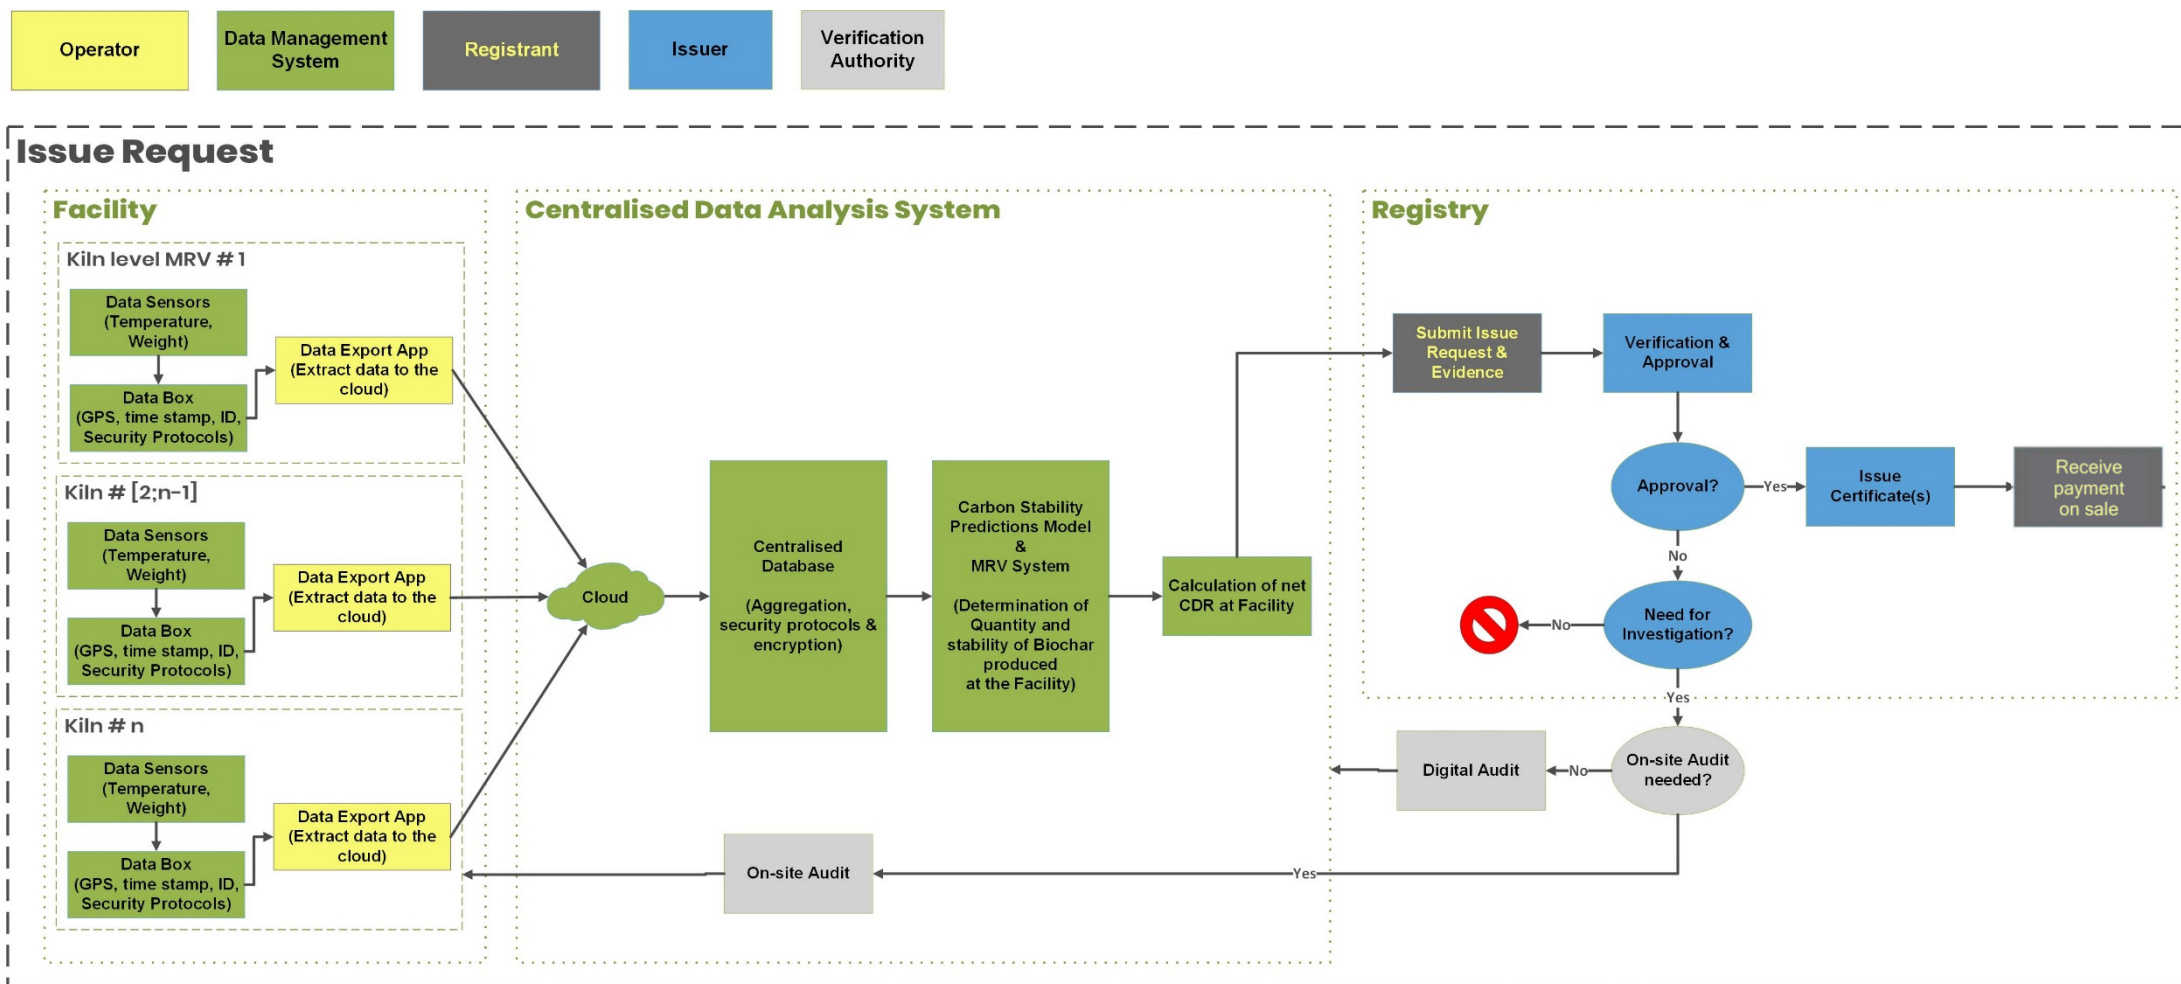 Operator
Data Management
System
Registrant
Issuer
Verification
Authority
Issue Request
Facility
Kiln level MRV # 1
Data Sensors
(Temperature,
Weight)
Data Box
(GPS, time stamp, ID,
Security Protocols)
Data Export App
(Extract data to the
cloud)
Kiln # [2;n-1]
Data Sensors
(Temperature,
Weight)
Data Box
(GPS, time stamp, ID,
Security Protocols)
Data Export App
(Extract data to the
cloud)
Kiln # n
Data Sensors
(Temperature,
Weight)
Data Box
(GPS, time stamp, ID,
Security Protocols)
Data Export App
(Extract data to the
cloud)
Centralised Data Analysis System
Cloud
Centralised
Database
(Aggregation,
security protocols &
encryption)
Carbon Stability
Predictions Model
&
MRV System
(Determination of
Quantity and
stability of Biochar
produced
at the Facility)
Calculation of net
CDR at Facility
Registry
Submit Issue
Request &
Evidence
Verification &
Approval
Approval?
Yes
Issue
Certificate(s)
Receive
payment
on sale
No
Need for
Investigation?
No
Yes
On-site Audit
needed?
No
Digital Audit
Yes
On-site Audit